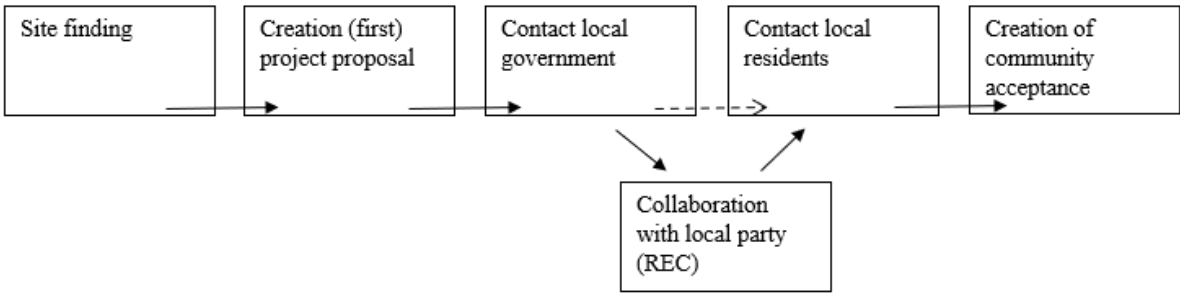 Site finding
Creation (first)
project proposal
Contact local
government
Contact local
residents
Creation of
community
acceptance
Collaboration
with local party
(REC)